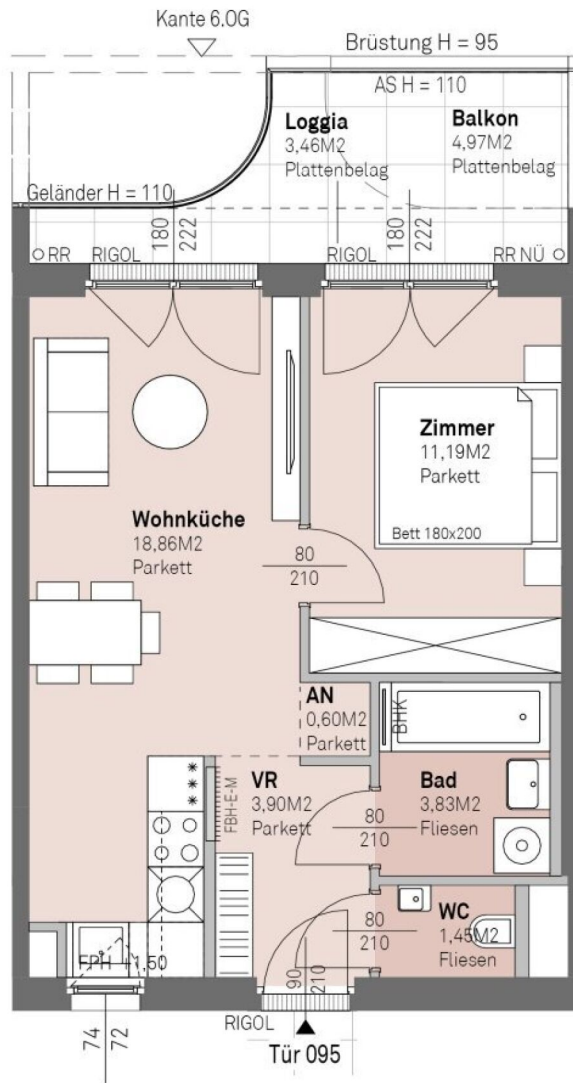 Kante 6.OG
Brüstung H = 95
AS H = 110
Loggia
3,46M2
Plattenbelag
Balkon
4,97M2
Plattenbelag
Geländer H = 110
180
222
180
222
RR
RIGOL
RIGOL
RR NÜ
Zimmer
11,19M2
Parkett
Bett 180x200
Wohnküche
18,86M2
Parkett
80
210
AN
0,60M2
Parkett
BHK
VR
3,90M2
Parkett
FBH-E-M
Bad
3,83M2
Fliesen
80
210
WC
1,45M2
Fliesen
80
210
90
210
FPH +1,50
74
72
RIGOL
Tür 095